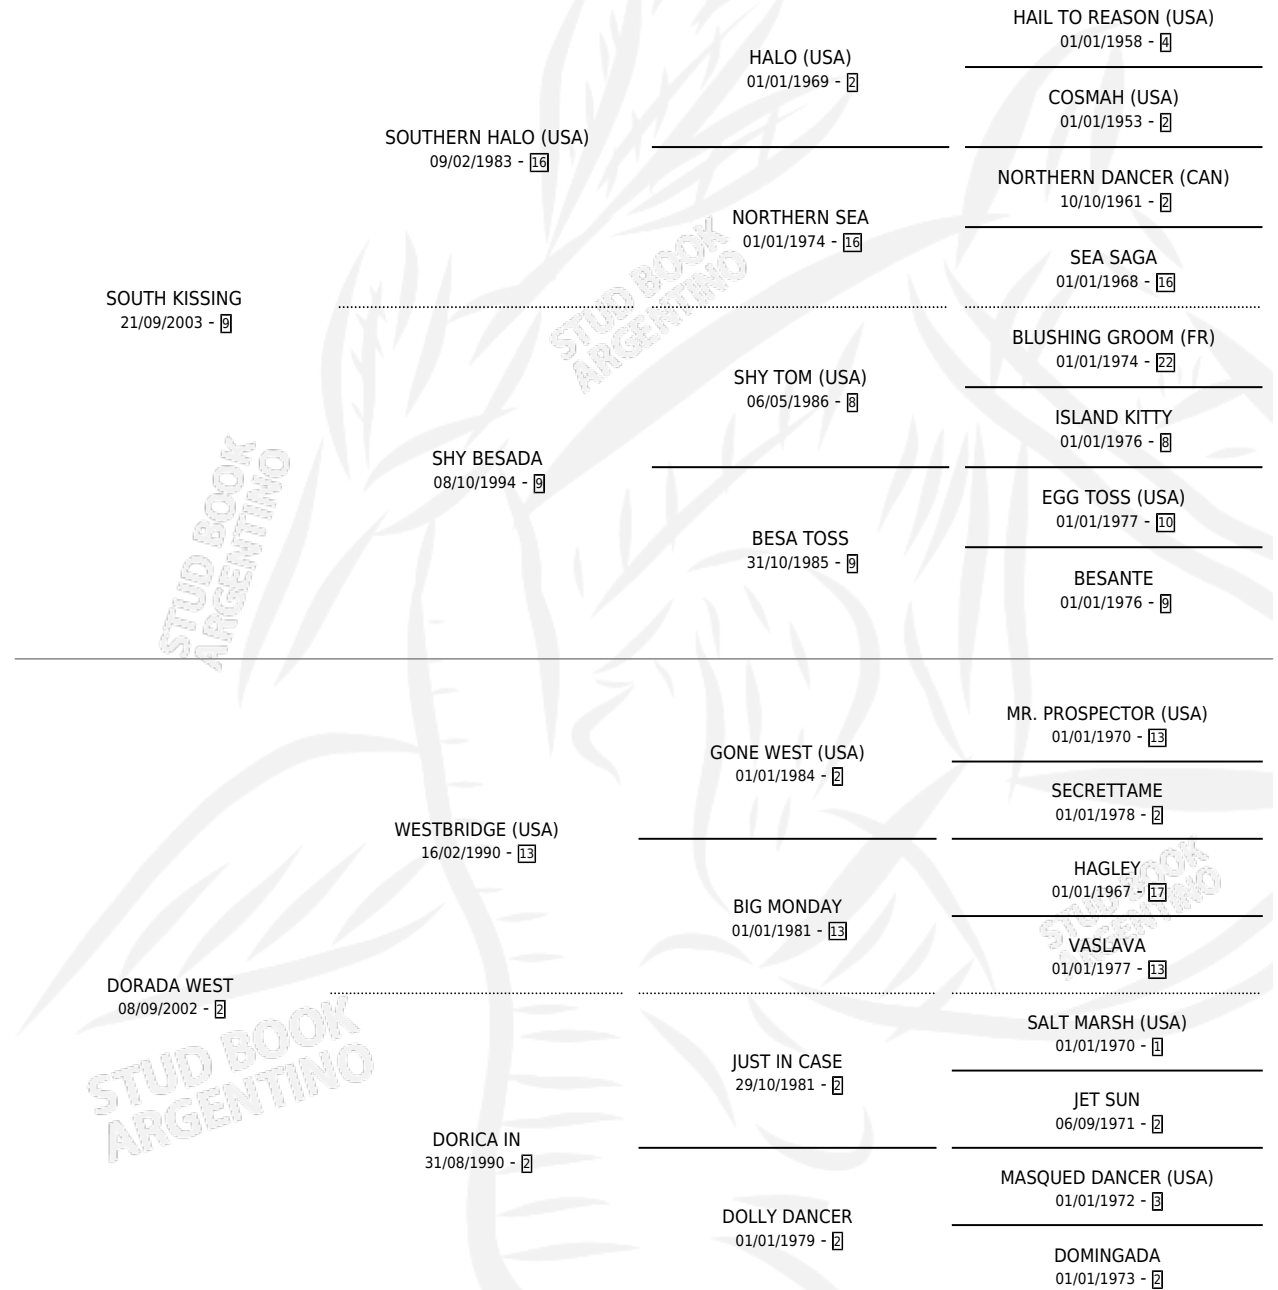 HAIL TO REASON (USA)
01/01/1958 - 4
HALO (USA)
01/01/1969 - 2
COSMAH (USA)
01/01/1953 - 2
SOUTHERN HALO (USA)
09/02/1983 - 16
NORTHERN DANCER (CAN)
10/10/1961 - 2
NORTHERN SEA
01/01/1974 - 16
SEA SAGA
01/01/1968 - 16
SOUTH KISSING
21/09/2003 - 9
STUD BOOK
ARGENTINO
BLUSHING GROOM (FR)
01/01/1974 - 22
SHY TOM (USA)
06/05/1986 - 8
ISLAND KITTY
01/01/1976 - 8
SHY BESADA
08/10/1994 - 9
EGG TOSS (USA)
01/01/1977 - 10
BESA TOSS
31/10/1985 - 9
BESANTE
01/01/1976 - 9
STUD BOOK
ARGENTINO
MR. PROSPECTOR (USA)
01/01/1970 - 13
GONE WEST (USA)
01/01/1984 - 2
SECRETTAME
01/01/1978 - 2
WESTBRIDGE (USA)
16/02/1990 - 13
HAGLEY
01/01/1967 - 17
BIG MONDAY
01/01/1981 - 13
VASLAVA
01/01/1977 - 13
STUD BOOK
ARGENTINO
DORADA WEST
08/09/2002 - 2
SALT MARSH (USA)
01/01/1970 - 1
JUST IN CASE
29/10/1981 - 2
JET SUN
06/09/1971 - 2
STUD BOOK
ARGENTINO
DORICA IN
31/08/1990 - 2
MASQUED DANCER (USA)
01/01/1972 - 3
DOLLY DANCER
01/01/1979 - 2
DOMINGADA
01/01/1973 - 2